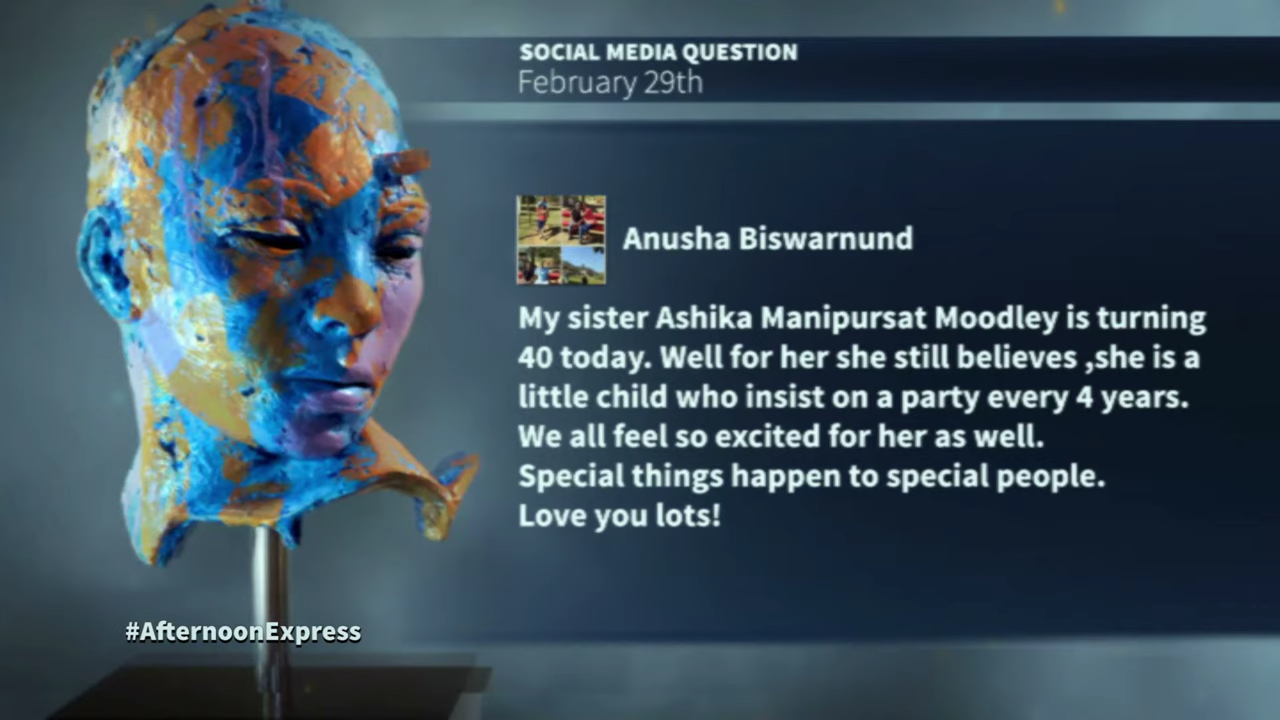 SOCIAL MEDIA QUESTION
February 29th
Anusha Biswarnund
My sister Ashika Manipursat Moodley is turning
40 today. Well for her she still believes ,she is a
little child who insist on a party every 4 years.
We all feel so excited for her as well.
Special things happen to special people.
Love you lots!
#AfternoonExpress